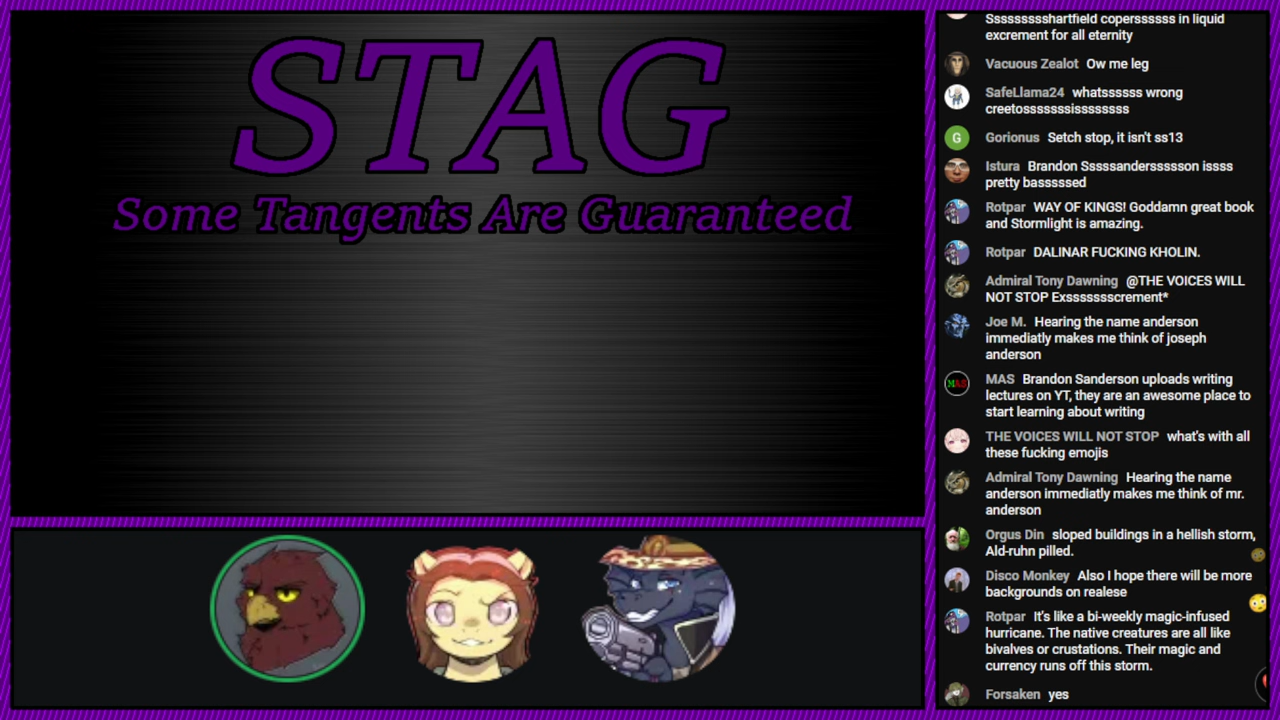 STAG
Some Tangents Are Guaranteed
Ssssssssshartfield coperssssss in liquid
excrement for all eternity
Vacuous Zealot Ow me leg
SafeLlama24 whatssssss wrong
creetosssssssissssssss
G
Gorionus Setch stop, it isn't ss13
Istura Brandon Sssssanderssssson issss
pretty basssssed
Rotpar WAY OF KINGS! Goddamn great book
and Stormlight is amazing.
Rotpar DALINAR FUCKING KHOLIN.
Admiral Tony Dawning @THE VOICES WILL
NOT STOP Exssssssscrement*
Joe M. Hearing the name anderson
immediatly makes me think of joseph
anderson
MAS
MAS Brandon Sanderson uploads writing
lectures on YT, they are an awesome place to
start learning about writing
THE VOICES WILL NOT STOP what's with all
these fucking emojis
Admiral Tony Dawning Hearing the name
anderson immediatly makes me think of mr.
anderson
Orgus Din sloped buildings in a hellish storm,
Ald-ruhn pilled.
Disco Monkey Also I hope there will be more
backgrounds on realese
Rotpar It's like a bi-weekly magic-infused
hurricane. The native creatures are all like
bivalves or crustations. Their magic and
currency runs off this storm.
Forsaken yes